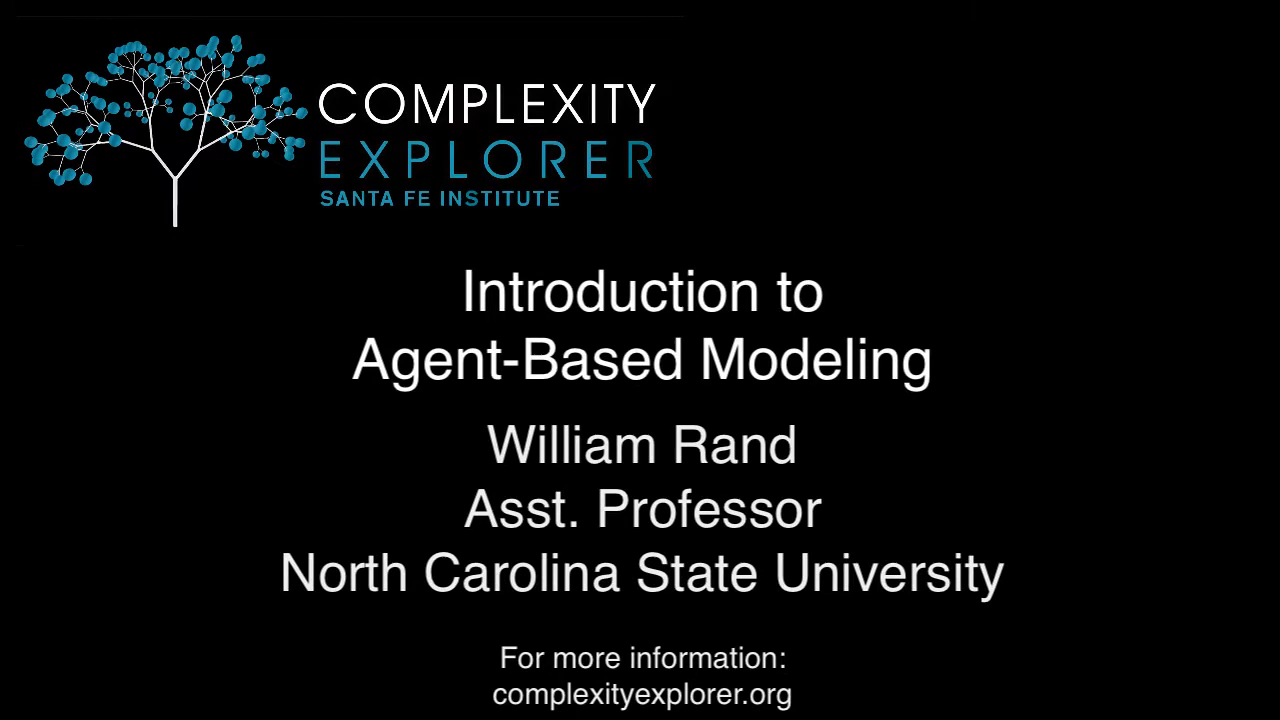 COMPLEXITY
EXPLORER
SANTA FE INSTITUTE
Introduction to
Agent-Based Modeling
William Rand
Asst. Professor
North Carolina State University
For more information:
complexityexplorer.org